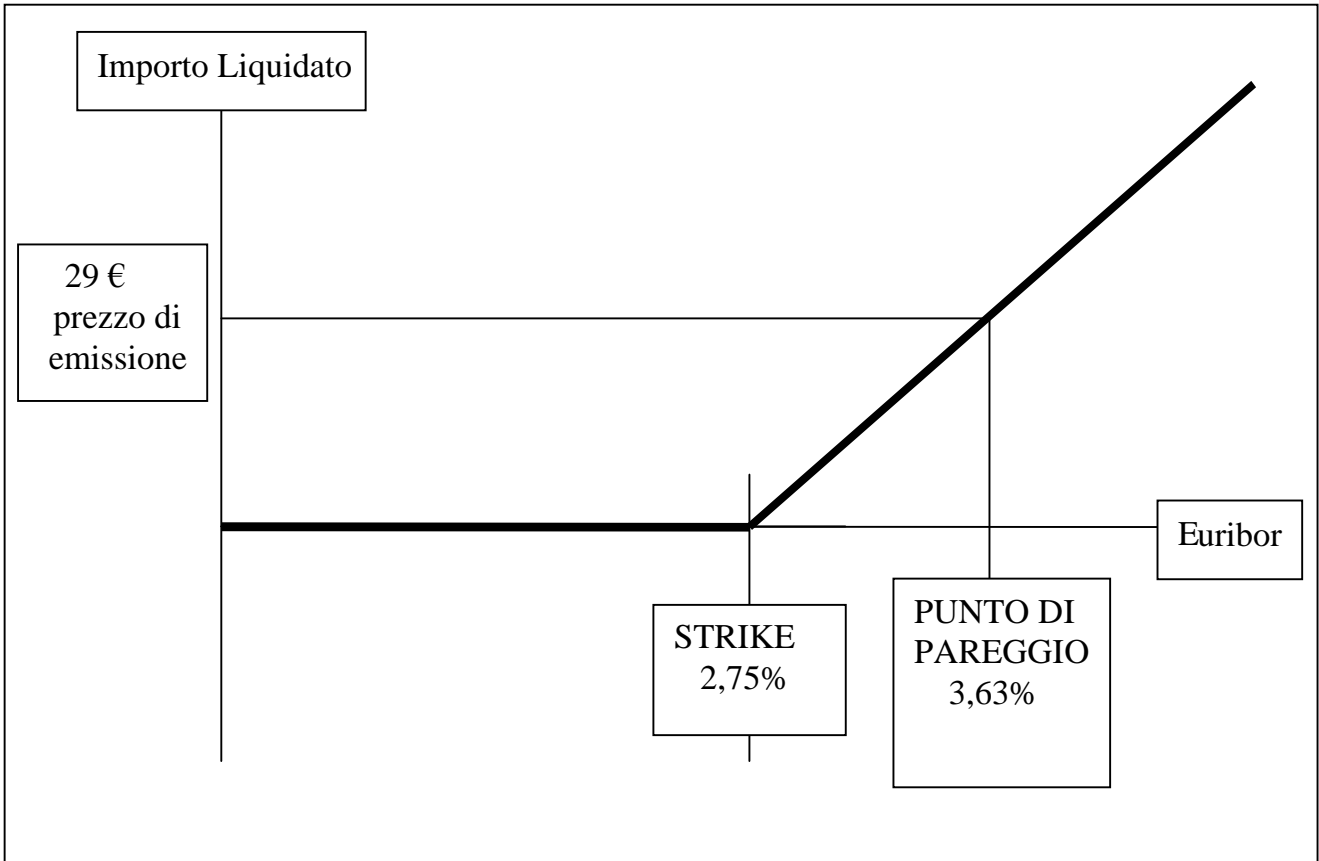 Importo Liquidato
29 €
prezzo di
emissione
Euribor
STRIKE
2,75%
PUNTO DI
PAREGGIO
3,63%